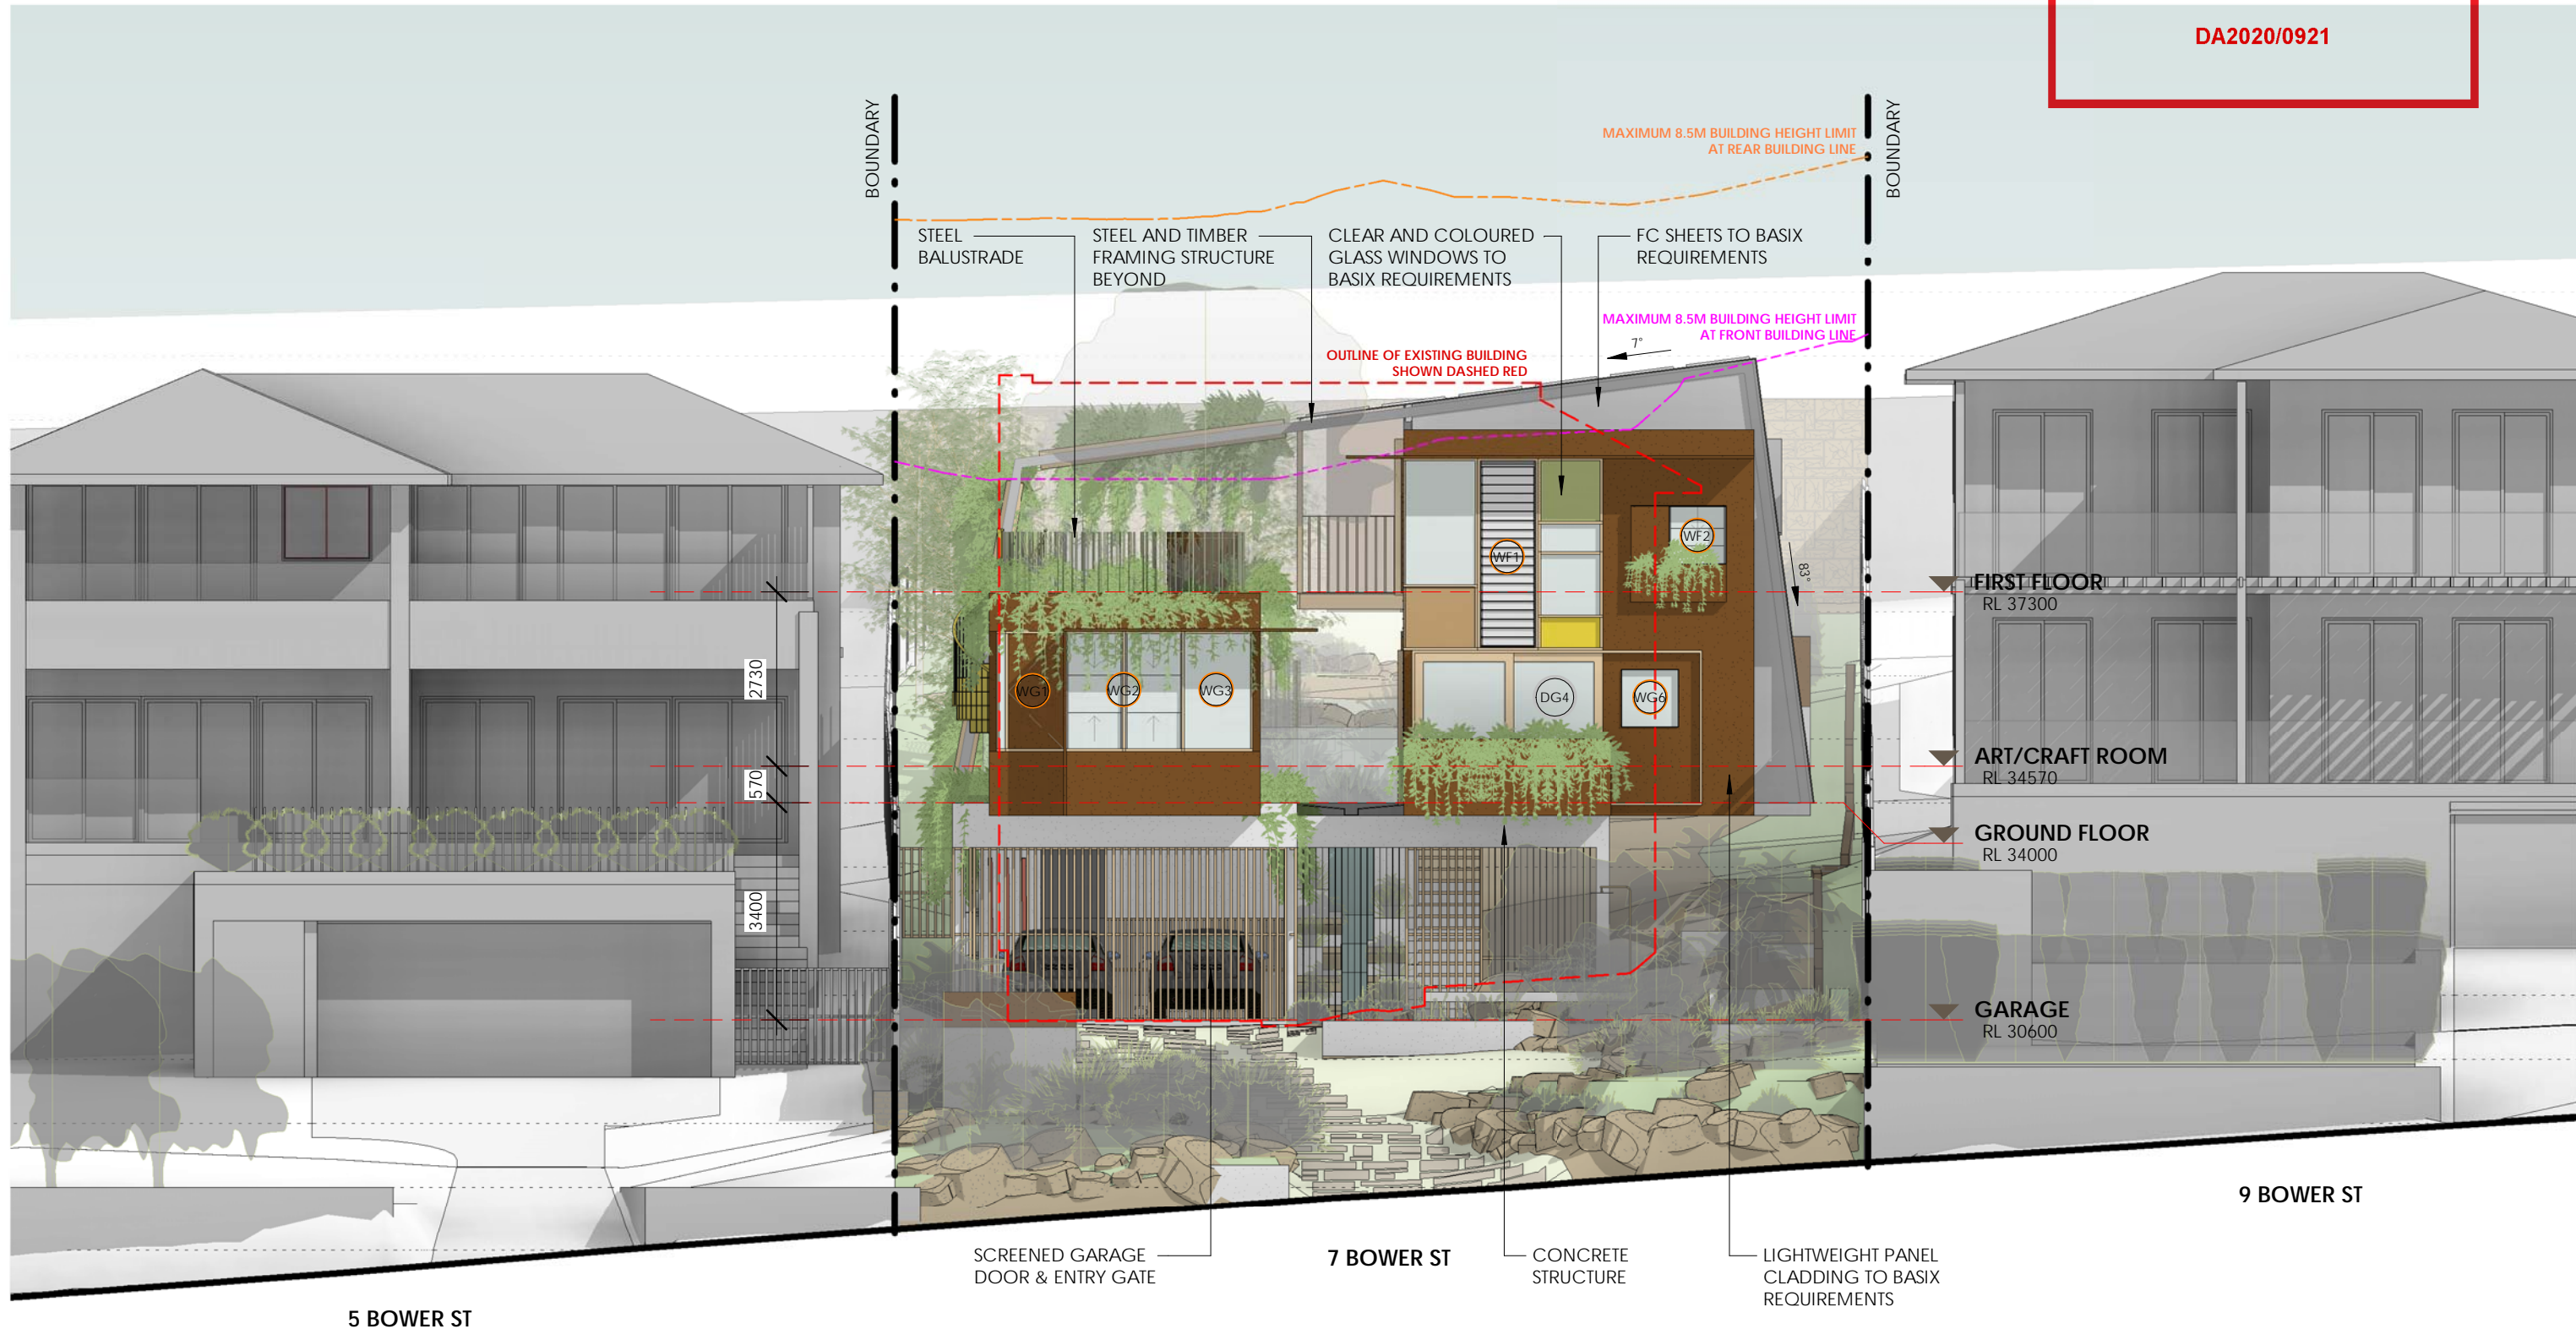 DA2020/0921
BOUNDARY
BOUNDARY
MAXIMUM 8.5M BUILDING HEIGHT LIMIT
AT REAR BUILDING LINE
STEEL
BALUSTRADE
STEEL AND TIMBER
FRAMING STRUCTURE
BEYOND
CLEAR AND COLOURED
GLASS WINDOWS TO
BASIX REQUIREMENTS
FC SHEETS TO BASIX
REQUIREMENTS
MAXIMUM 8.5M BUILDING HEIGHT LIMIT
AT FRONT BUILDING LINE
7°
OUTLINE OF EXISTING BUILDING
SHOWN DASHED RED
WF1
WF2
83°
FIRST FLOOR
RL 37300
2730
WG1
WG2
WG3
DG4
WG6
ART/CRAFT ROOM
RL 34570
570
GROUND FLOOR
RL 34000
3400
GARAGE
RL 30600
9 BOWER ST
SCREENED GARAGE
DOOR & ENTRY GATE
7 BOWER ST
CONCRETE
STRUCTURE
LIGHTWEIGHT PANEL
CLADDING TO BASIX
REQUIREMENTS
5 BOWER ST